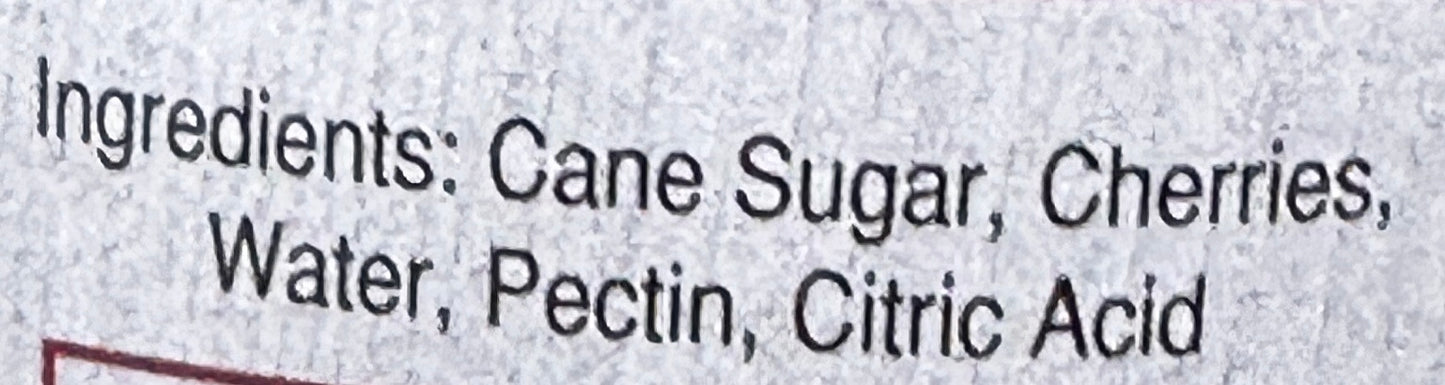 Ingredients: Cane Sugar, Cherries,
Water, Pectin, Citric Acid